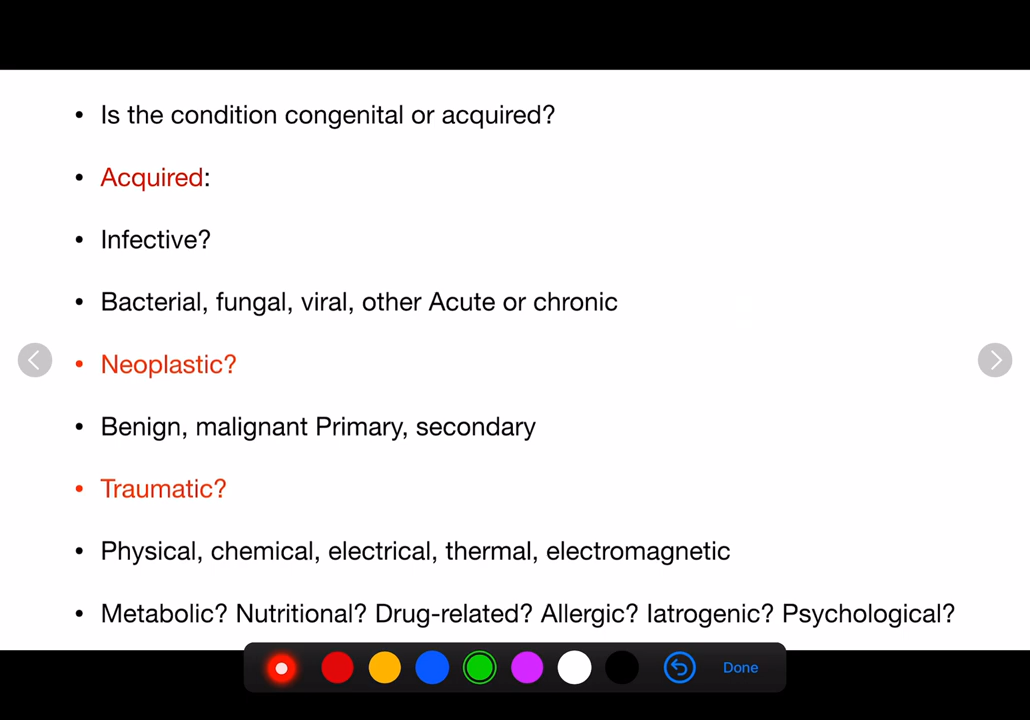 • Is the condition congenital or acquired?
• Acquired:
• Infective?
• Bacterial, fungal, viral, other Acute or chronic
• Neoplastic?
• Benign, malignant Primary, secondary
• Traumatic?
• Physical, chemical, electrical, thermal, electromagnetic
• Metabolic? Nutritional? Drug-related? Allergic? Iatrogenic? Psychological?
Done